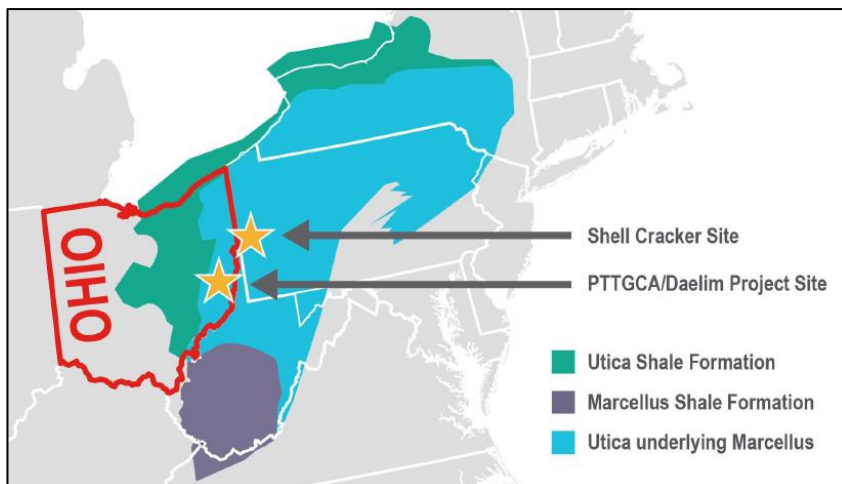 OHIO
Shell Cracker Site
PTTGCA/Daelim Project Site
Utica Shale Formation
Marcellus Shale Formation
Utica underlying Marcellus